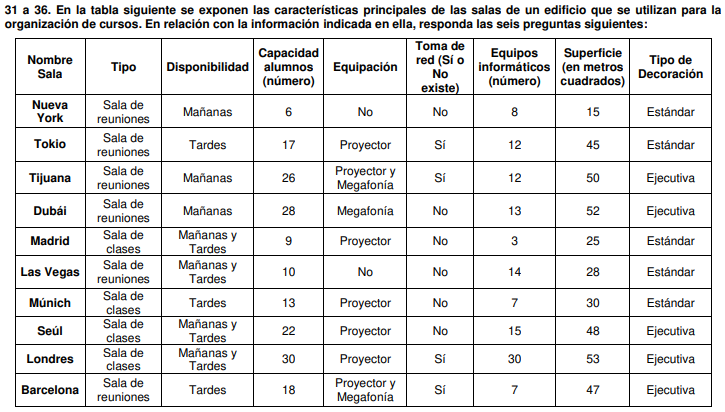 31 a 36. En la tabla siguiente se exponen las características principales de las salas de un edificio que se utilizan para la
organización de cursos. En relación con la información indicada en ella, responda las seis preguntas siguientes:
Nombre Sala | Tipo | Disponibilidad | Capacidad alumnos (número) | Equipación | Toma de red (Sí o No existe) | Equipos informáticos (número) | Superficie (en metros cuadrados) | Tipo de Decoración
Nueva York | Sala de reuniones | Mañanas | 6 | No | No | 8 | 15 | Estándar
Tokio | Sala de reuniones | Tardes | 17 | Proyector | Sí | 12 | 45 | Estándar
Tijuana | Sala de reuniones | Mañanas | 26 | Proyector y Megafonía | Sí | 12 | 50 | Ejecutiva
Dubái | Sala de reuniones | Mañanas | 28 | Megafonía | No | 13 | 52 | Ejecutiva
Madrid | Sala de clases | Mañanas y Tardes | 9 | Proyector | No | 3 | 25 | Estándar
Las Vegas | Sala de reuniones | Mañanas y Tardes | 10 | No | No | 14 | 28 | Estándar
Múnich | Sala de clases | Tardes | 13 | Proyector | No | 7 | 30 | Estándar
Seúl | Sala de clases | Mañanas y Tardes | 22 | Proyector | No | 15 | 48 | Ejecutiva
Londres | Sala de clases | Mañanas y Tardes | 30 | Proyector | Sí | 30 | 53 | Ejecutiva
Barcelona | Sala de reuniones | Tardes | 18 | Proyector y Megafonía | Sí | 7 | 47 | Ejecutiva